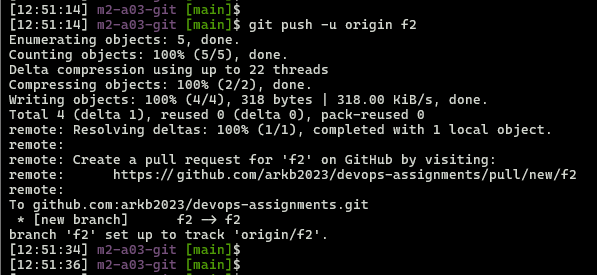 [12:51:14] m2-a03-git [main]$
[12:51:14] m2-a03-git [main]$ git push -u origin f2
Enumerating objects: 5, done.
Counting objects: 100% (5/5), done.
Delta compression using up to 22 threads
Compressing objects: 100% (2/2), done.
Writing objects: 100% (4/4), 318 bytes | 318.00 KiB/s, done.
Total 4 (delta 1), reused 0 (delta 0), pack-reused 0
remote: Resolving deltas: 100% (1/1), completed with 1 local object.
remote:
remote: Create a pull request for 'f2' on GitHub by visiting:
remote:      https://github.com/arkb2023/devops-assignments/pull/new/f2
remote:
To github.com:arkb2023/devops-assignments.git
 * [new branch]      f2 -> f2
branch 'f2' set up to track 'origin/f2'.
[12:51:34] m2-a03-git [main]$
[12:51:36] m2-a03-git [main]$